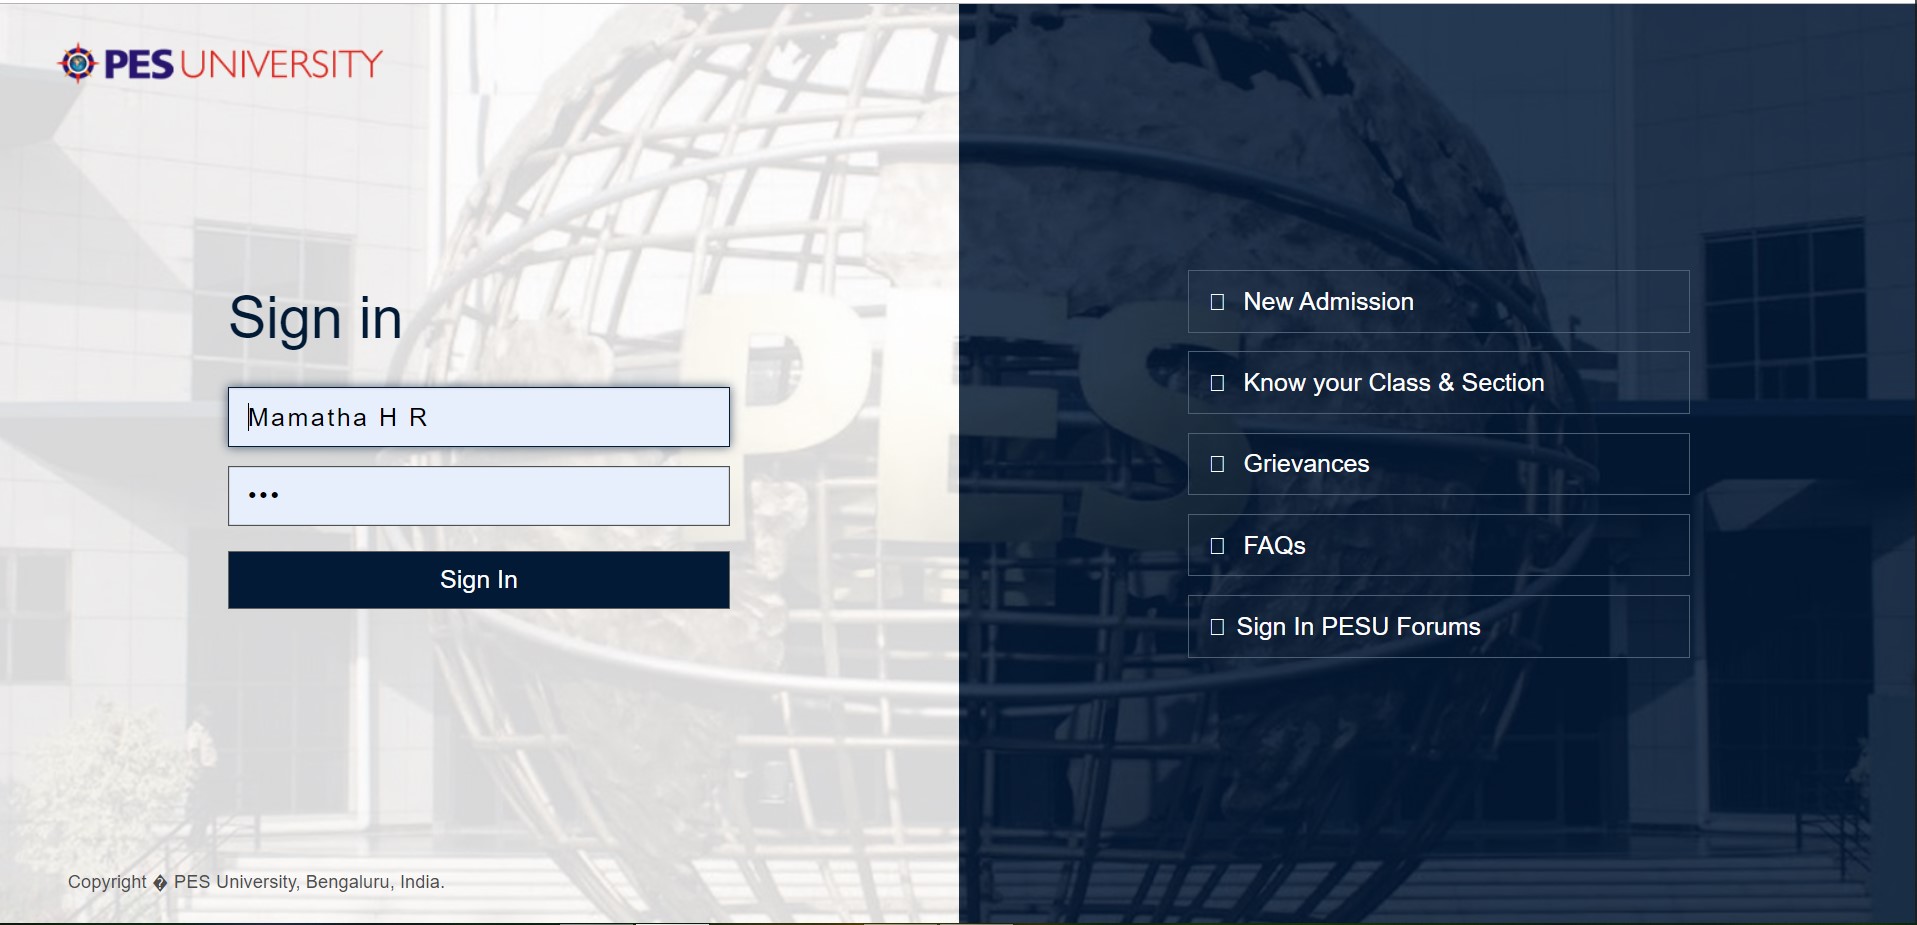 PES UNIVERSITY
Sign in
Mamatha H R
•••
Sign In
Copyright � PES University, Bengaluru, India.
New Admission
Know your Class & Section
Grievances
FAQs
Sign In PESU Forums
PES